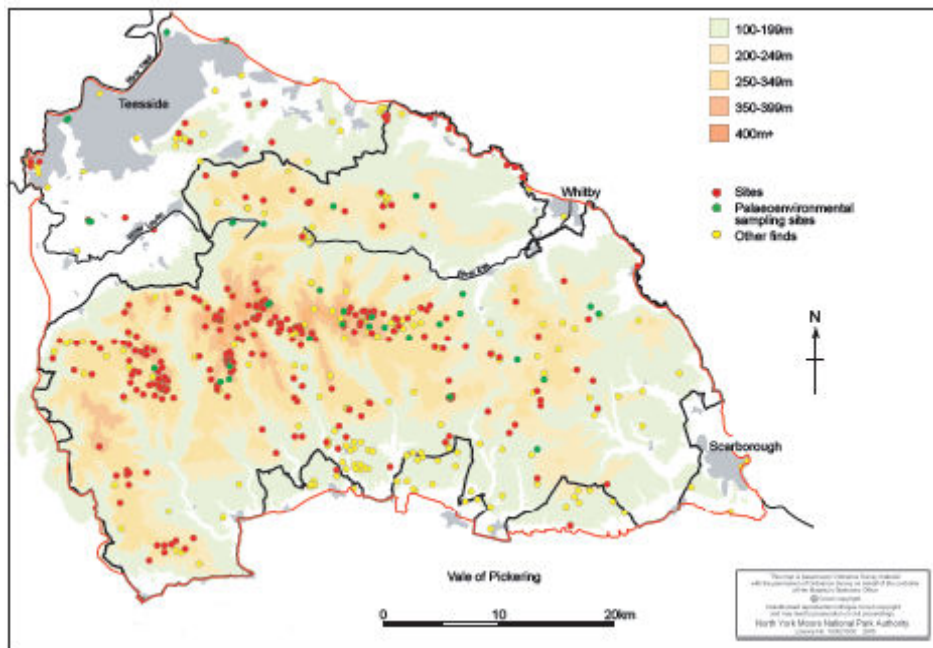 100-199m
200-249m
250-349m
350-399m
400m+
Teesside
Whitby
Sites
Palaeoenvironmental
sampling sites
Other finds
N
Scarborough
Vale of Pickering
0 10 20km
North York Moors National Park Authority